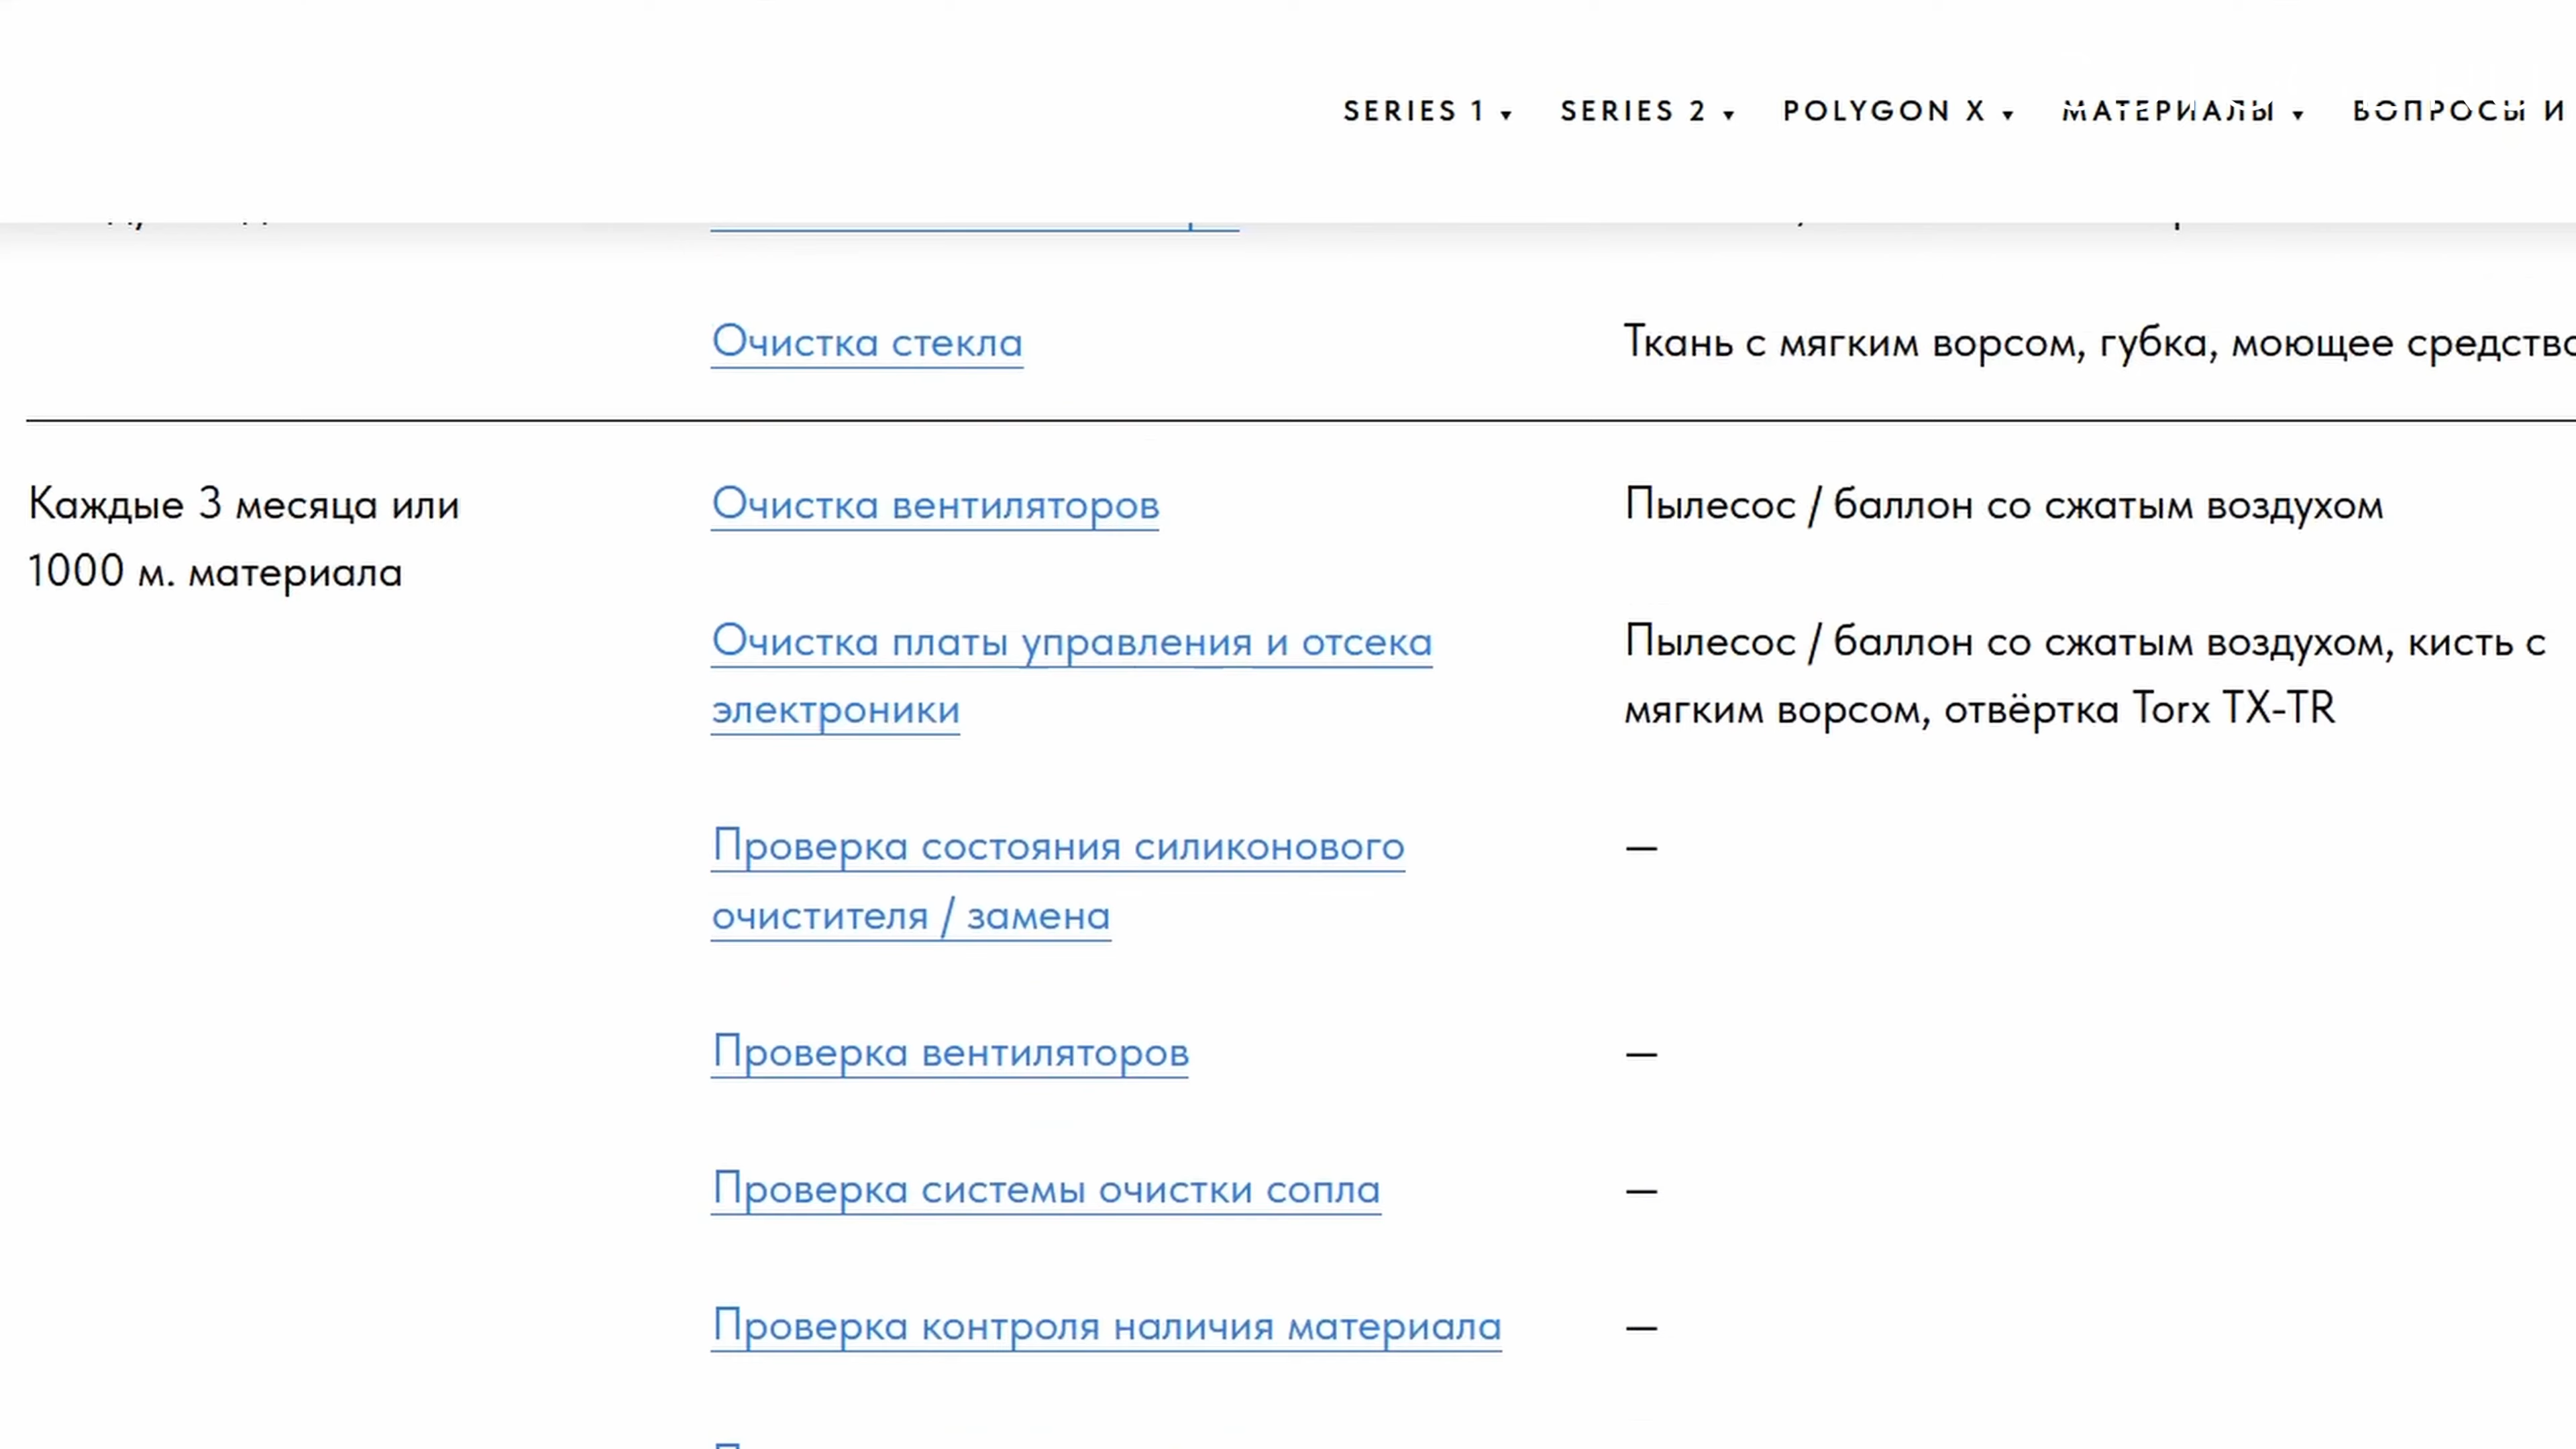 SERIES 1 ▾ SERIES 2 ▾ POLYGON X ▾ МАТЕРИАЛЫ ▾ ВОПРОСЫ И
Очистка стекла
Ткань с мягким ворсом, губка, моющее средство
Каждые 3 месяца или
1000 м. материала
Очистка вентиляторов
Пылесос / баллон со сжатым воздухом
Очистка платы управления и отсека
электроники
Пылесос / баллон со сжатым воздухом, кисть с
мягким ворсом, отвёртка Torx TX-TR
Проверка состояния силиконового
очистителя / замена
—
Проверка вентиляторов
—
Проверка системы очистки сопла
—
Проверка контроля наличия материала
—